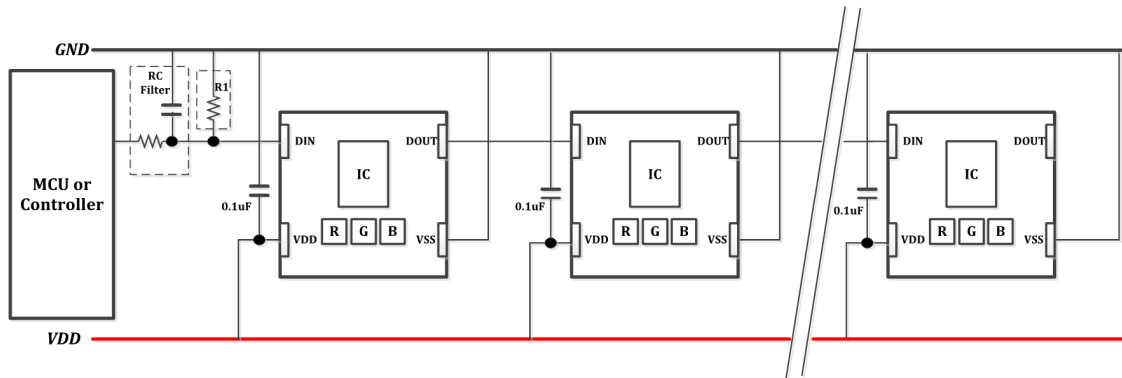 GND
RC
Filter
R1
MCU or
Controller
0.1uF
DIN
DOUT
IC
R G B
VDD
VSS
0.1uF
DIN
DOUT
IC
R G B
VDD
VSS
0.1uF
DIN
DOUT
IC
R G B
VDD
VSS
VDD